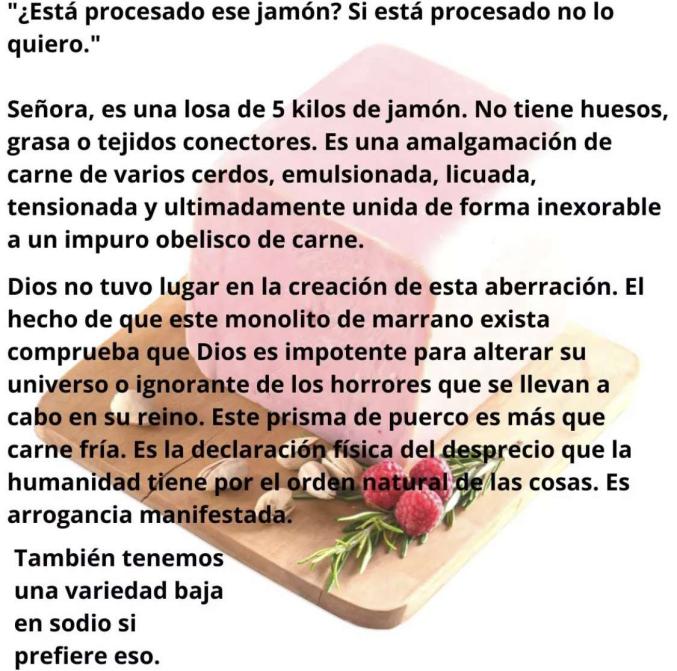 "¿Está procesado ese jamón? Si está procesado no lo
quiero."
Señora, es una losa de 5 kilos de jamón. No tiene huesos,
grasa o tejidos conectores. Es una amalgamación de
carne de varios cerdos, emulsionada, licuada,
tensionada y ultimadamente unida de forma inexorable
a un impuro obelisco de carne.
Dios no tuvo lugar en la creación de esta aberración. El
hecho de que este monolito de marrano exista
comprueba que Dios es impotente para alterar su
universo o ignorante de los horrores que se llevan a
cabo en su reino. Este prisma de puerco es más que
carne fría. Es la declaración física del desprecio que la
humanidad tiene por el orden natural de las cosas. Es
arrogancia manifestada.
También tenemos
una variedad baja
en sodio si
prefiere eso.